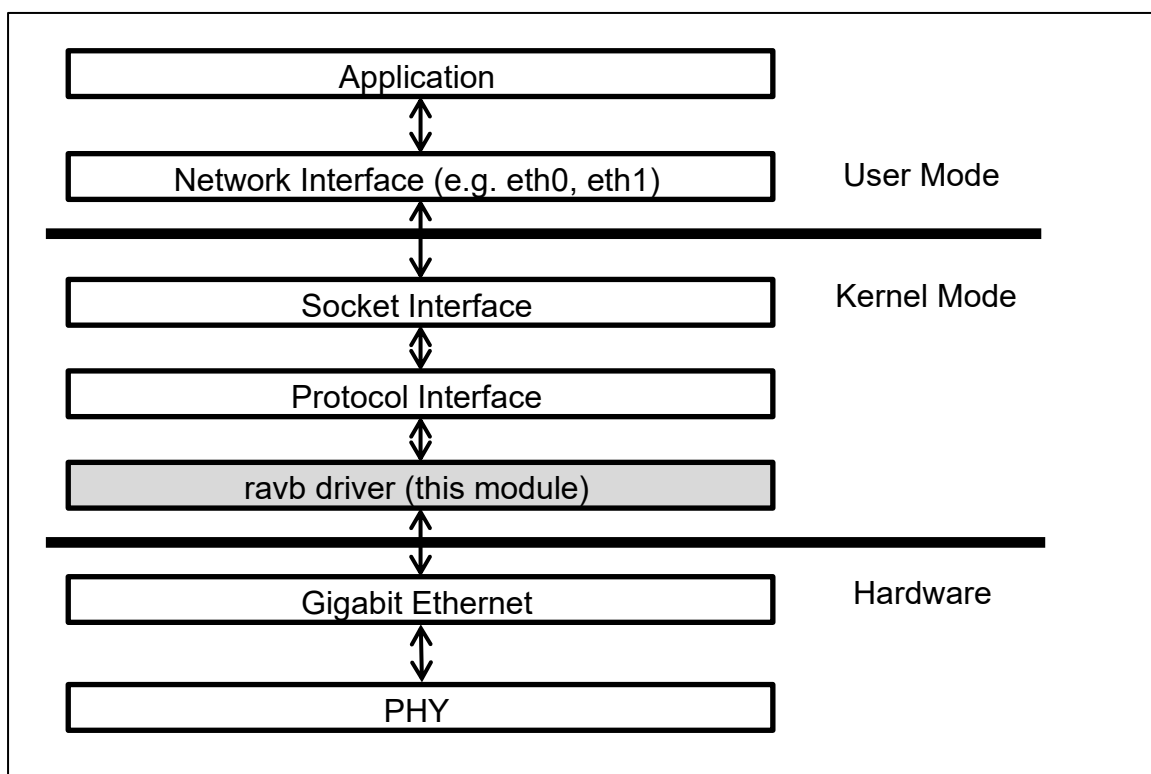 Application
Network Interface (e.g. eth0, eth1)
User Mode
Socket Interface
Kernel Mode
Protocol Interface
ravb driver (this module)
Gigabit Ethernet
Hardware
PHY